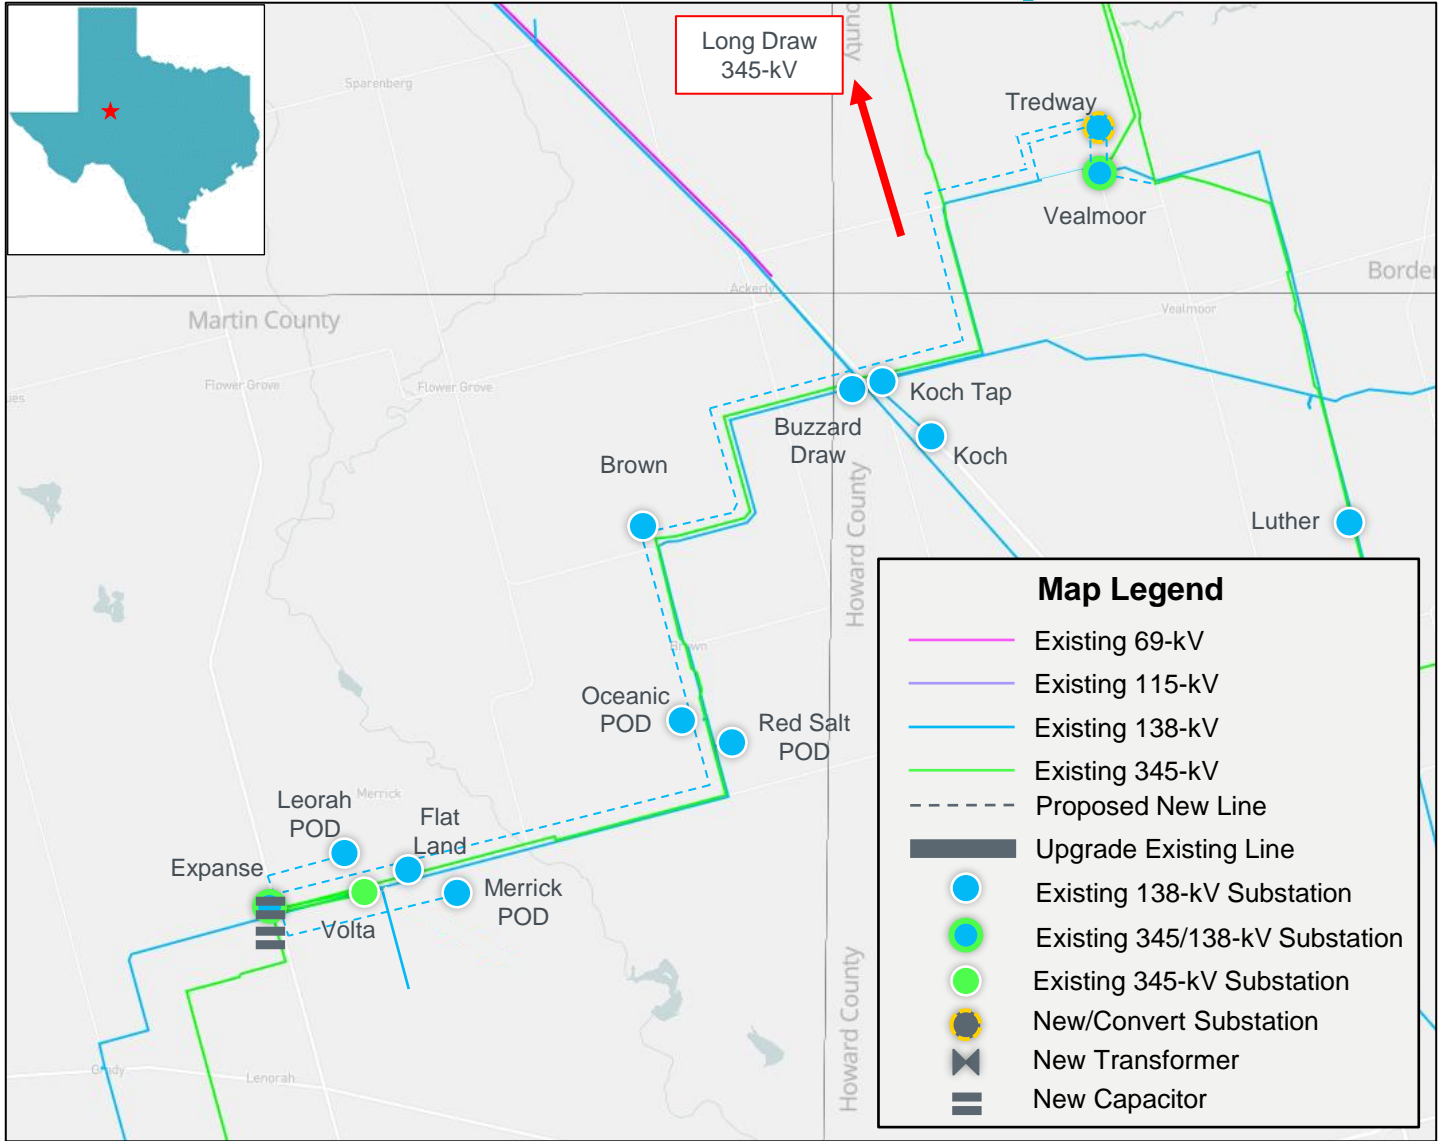 Long Draw
345-kV
ounty
Sparenberg
Tredway
Vealmoor
Borde
Ackerly
Vealmoor
Martin County
Flower Grove
Flower Grove
ues
Koch Tap
Buzzard
Draw
Koch
Brown
Howard County
Luther
Brown
Oceanic
POD
Red Salt
POD
Leorah
POD
Merrick
Flat
Land
Expanse
Merrick
POD
Volta
Howard County
Grady
Lenorah
Map Legend
Existing 69-kV
Existing 115-kV
Existing 138-kV
Existing 345-kV
Proposed New Line
Upgrade Existing Line
Existing 138-kV Substation
Existing 345/138-kV Substation
Existing 345-kV Substation
New/Convert Substation
New Transformer
New Capacitor